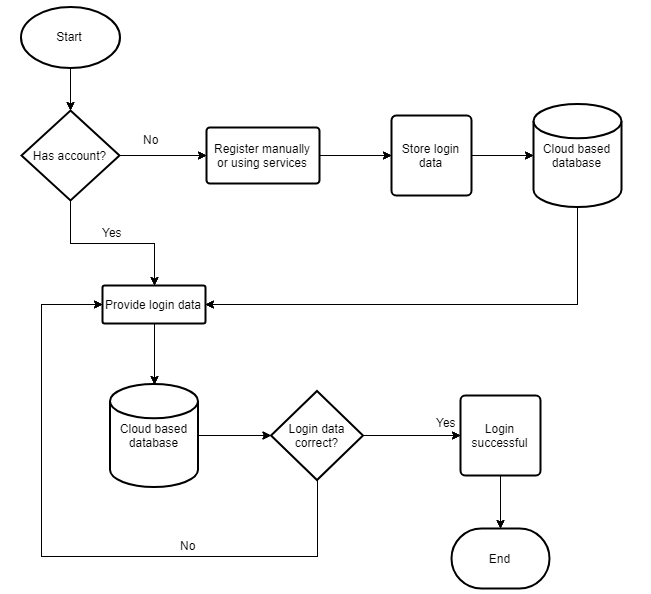 Start
Has account?
No
Register manually
or using services
Store login
data
Cloud based
database
Yes
Provide login data
Cloud based
database
Login data
correct?
Yes
Login
successful
No
End